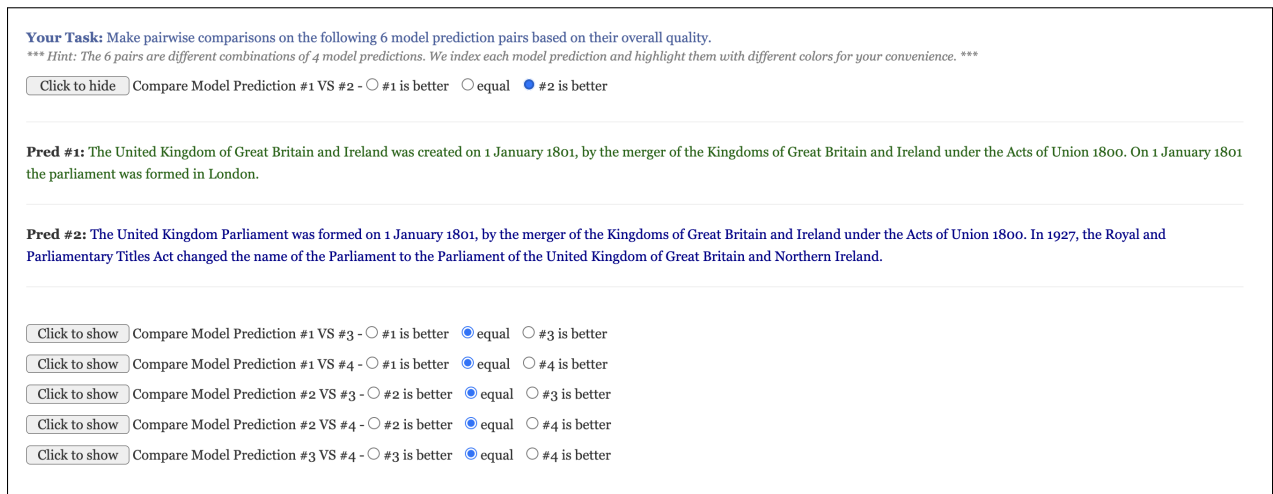 Your Task: Make pairwise comparisons on the following 6 model prediction pairs based on their overall quality.
*** Hint: The 6 pairs are different combinations of 4 model predictions. We index each model prediction and highlight them with different colors for your convenience. ***
Click to hide Compare Model Prediction #1 VS #2 - #1 is better equal #2 is better
Pred #1: The United Kingdom of Great Britain and Ireland was created on 1 January 1801, by the merger of the Kingdoms of Great Britain and Ireland under the Acts of Union 1800. On 1 January 1801
the parliament was formed in London.
Pred #2: The United Kingdom Parliament was formed on 1 January 1801, by the merger of the Kingdoms of Great Britain and Ireland under the Acts of Union 1800. In 1927, the Royal and
Parliamentary Titles Act changed the name of the Parliament to the Parliament of the United Kingdom of Great Britain and Northern Ireland.
Click to show Compare Model Prediction #1 VS #3 - #1 is better equal #3 is better
Click to show Compare Model Prediction #1 VS #4 - #1 is better equal #4 is better
Click to show Compare Model Prediction #2 VS #3 - #2 is better equal #3 is better
Click to show Compare Model Prediction #2 VS #4 - #2 is better equal #4 is better
Click to show Compare Model Prediction #3 VS #4 - #3 is better equal #4 is better